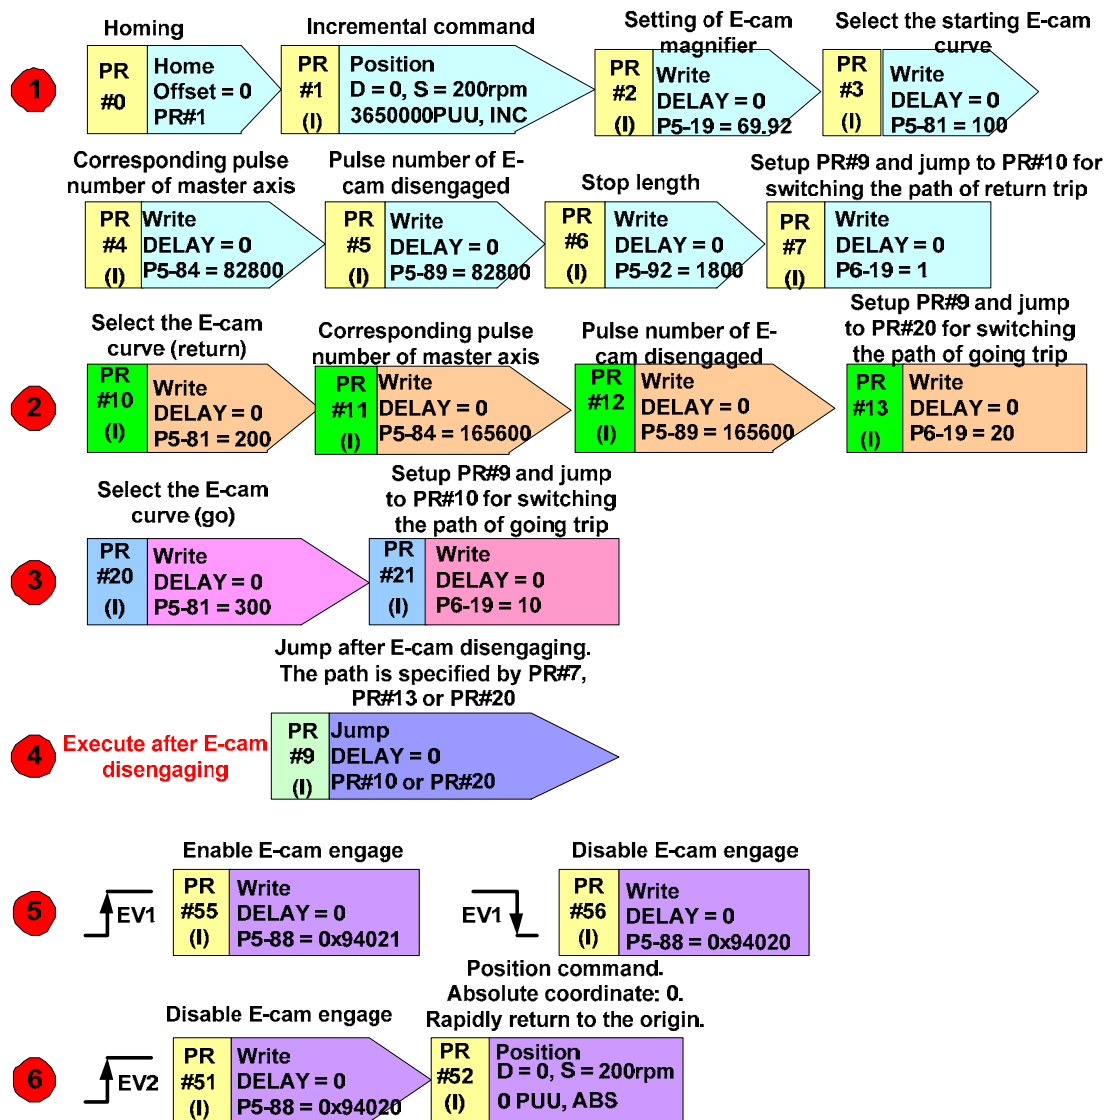 Homing
Incremental command
Setting of E-cam
magnifier
Select the starting E-cam
curve
1
PR
#0
Home
Offset = 0
PR#1
PR
#1
(I)
Position
D = 0, S = 200rpm
3650000PUU, INC
PR
#2
(I)
Write
DELAY = 0
P5-19 = 69.92
PR
#3
(I)
Write
DELAY = 0
P5-81 = 100
Corresponding pulse
number of master axis
Pulse number of E-
cam disengaged
Stop length
Setup PR#9 and jump to PR#10 for
switching the path of return trip
PR
#4
(I)
Write
DELAY = 0
P5-84 = 82800
PR
#5
(I)
Write
DELAY = 0
P5-89 = 82800
PR
#6
(I)
Write
DELAY = 0
P5-92 = 1800
PR
#7
(I)
Write
DELAY = 0
P6-19 = 1
Select the E-cam
curve (return)
Corresponding pulse
number of master axis
Pulse number of E-
cam disengaged
Setup PR#9 and jump
to PR#20 for switching
the path of going trip
2
PR
#10
(I)
Write
DELAY = 0
P5-81 = 200
PR
#11
(I)
Write
DELAY = 0
P5-84 = 165600
PR
#12
(I)
Write
DELAY = 0
P5-89 = 165600
PR
#13
(I)
Write
DELAY = 0
P6-19 = 20
Select the E-cam
curve (go)
Setup PR#9 and jump
to PR#10 for switching
the path of going trip
3
PR
#20
(I)
Write
DELAY = 0
P5-81 = 300
PR
#21
(I)
Write
DELAY = 0
P6-19 = 10
Jump after E-cam disengaging.
The path is specified by PR#7,
PR#13 or PR#20
4
Execute after E-cam
disengaging
PR
#9
(I)
Jump
DELAY = 0
PR#10 or PR#20
Enable E-cam engage
Disable E-cam engage
5
EV1
PR
#55
(I)
Write
DELAY = 0
P5-88 = 0x94021
EV1
PR
#56
(I)
Write
DELAY = 0
P5-88 = 0x94020
Disable E-cam engage
Position command.
Absolute coordinate: 0.
Rapidly return to the origin.
6
EV2
PR
#51
(I)
Write
DELAY = 0
P5-88 = 0x94020
PR
#52
(I)
Position
D = 0, S = 200rpm
0 PUU, ABS